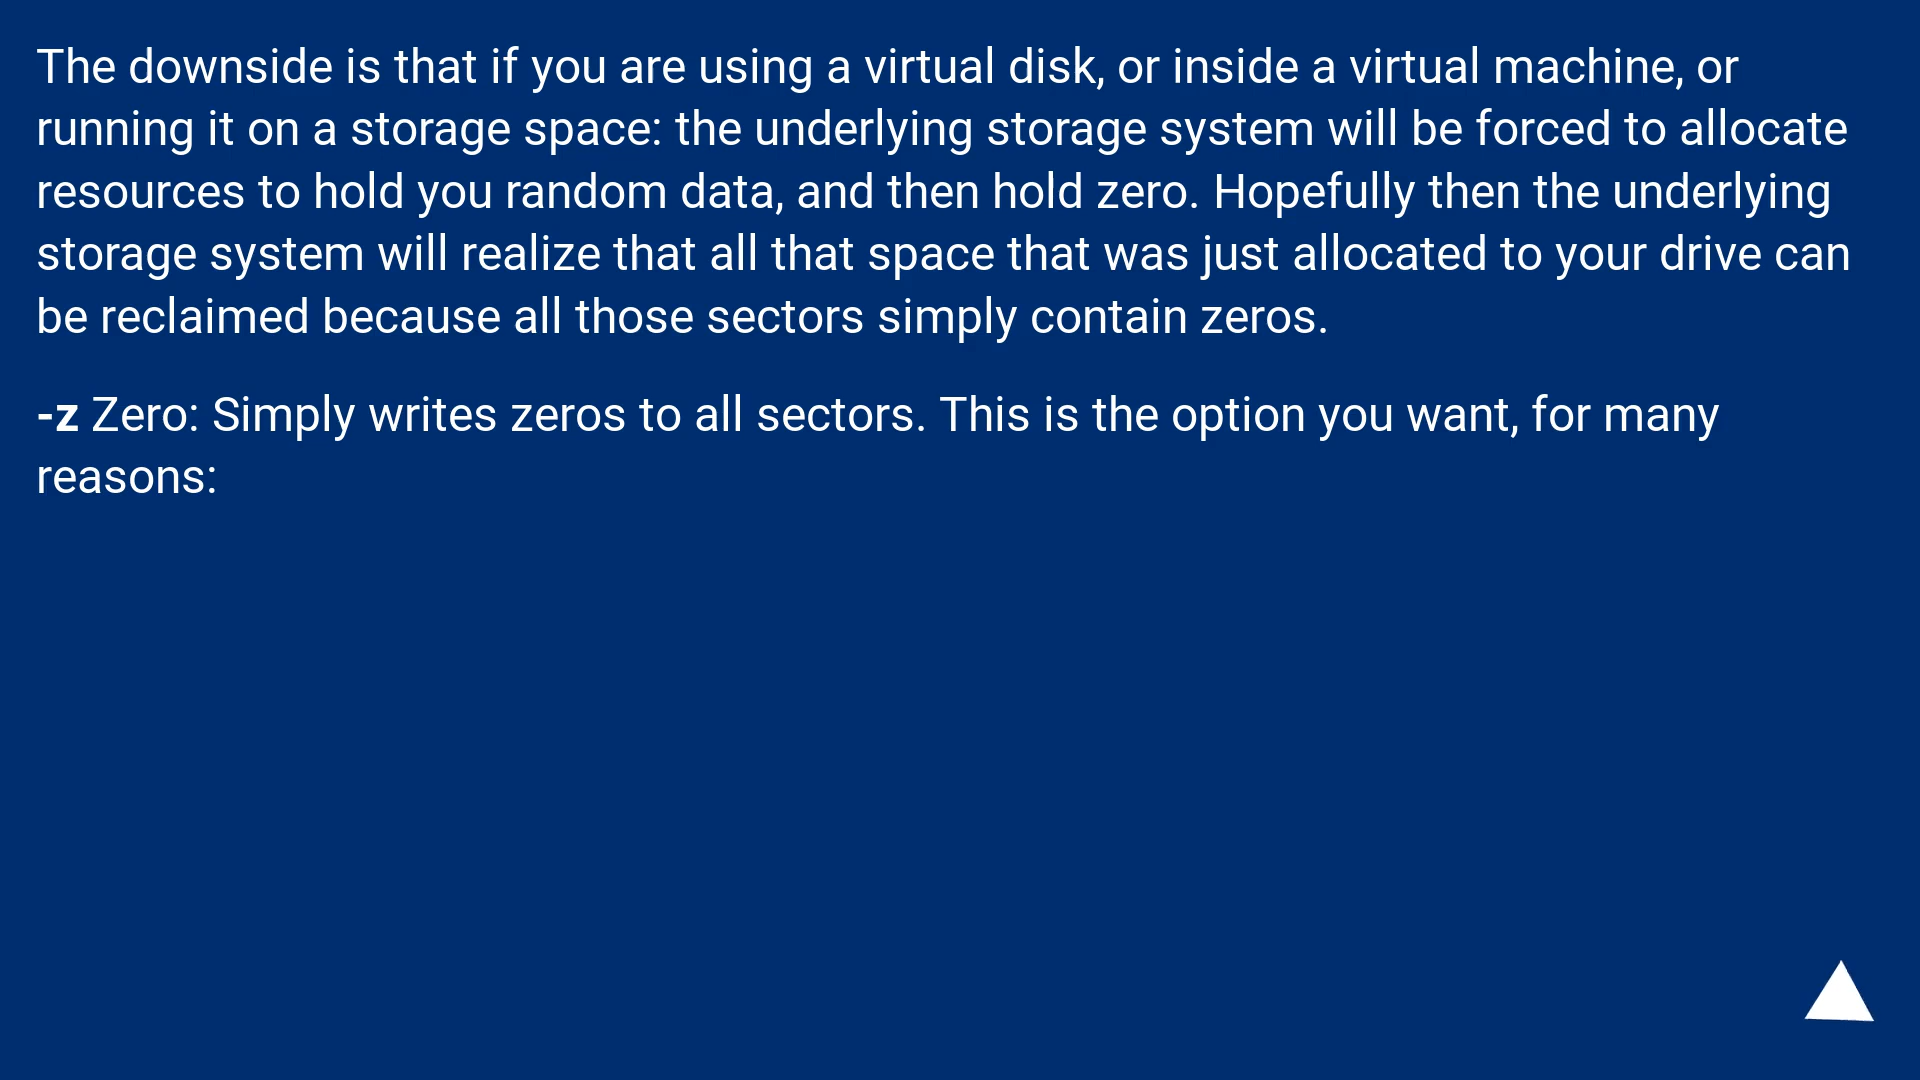 The downside is that if you are using a virtual disk, or inside a virtual machine, or
running it on a storage space: the underlying storage system will be forced to allocate
resources to hold you random data, and then hold zero. Hopefully then the underlying
storage system will realize that all that space that was just allocated to your drive can
be reclaimed because all those sectors simply contain zeros.
-z Zero: Simply writes zeros to all sectors. This is the option you want, for many
reasons: